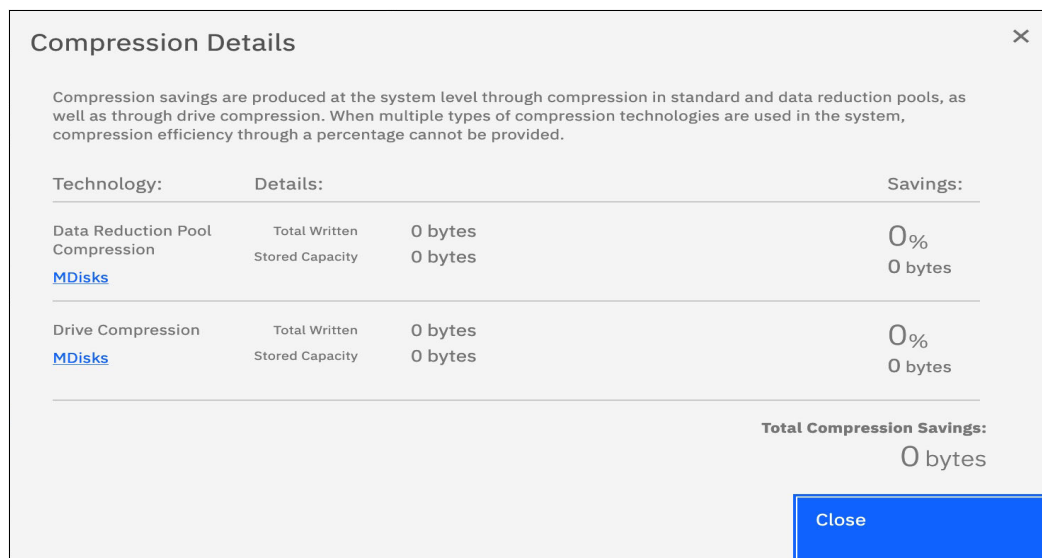 Compression Details
×
Compression savings are produced at the system level through compression in standard and data reduction pools, as
well as through drive compression. When multiple types of compression technologies are used in the system,
compression efficiency through a percentage cannot be provided.
Technology: Details: Savings:
Data Reduction Pool
Compression
MDisks
Total Written 0 bytes
Stored Capacity 0 bytes
0%
0 bytes
Drive Compression
MDisks
Total Written 0 bytes
Stored Capacity 0 bytes
0%
0 bytes
Total Compression Savings:
0 bytes
Close